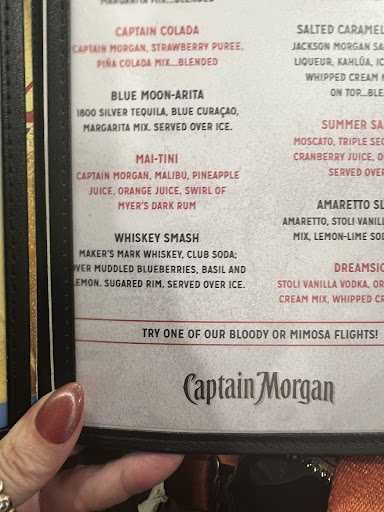 MARGARITA MIX...BLENDED
CAPTAIN COLADA
CAPTAIN MORGAN, STRAWBERRY PUREE,
PIÑA COLADA MIX...BLENDED
BLUE MOON-ARITA
1800 SILVER TEQUILA, BLUE CURAÇAO,
MARGARITA MIX. SERVED OVER ICE.
MAI-TINI
CAPTAIN MORGAN, MALIBU, PINEAPPLE
JUICE, ORANGE JUICE, SWIRL OF
MYER'S DARK RUM
WHISKEY SMASH
MAKER'S MARK WHISKEY, CLUB SODA;
OVER MUDDLED BLUEBERRIES, BASIL AND
LEMON. SUGARED RIM. SERVED OVER ICE.
SALTED CARAMEL
JACKSON MORGAN SA
LIQUEUR, KAHLÚA, IC
WHIPPED CREAM
ON TOP...BLE
SUMMER SA
MOSCATO, TRIPLE SEC
CRANBERRY JUICE, O
SERVED OVER
AMARETTO SL
AMARETTO, STOLI VANILL
MIX, LEMON-LIME SOD
DREAMSIC
STOLI VANILLA VODKA, OR
CREAM MIX, WHIPPED CR
TRY ONE OF OUR BLOODY OR MIMOSA FLIGHTS!
Captain Morgan